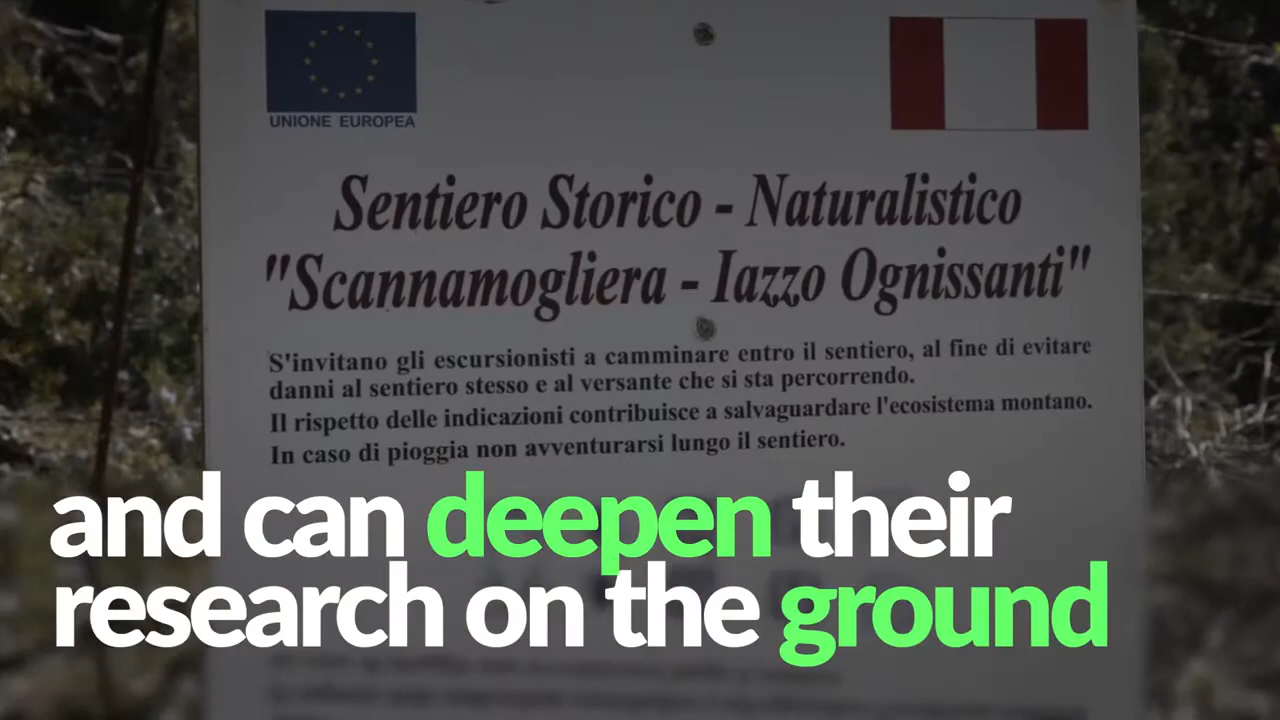 UNIONE EUROPEA
Sentiero Storico - Naturalistico
"Scannamogliera - Iazzo Ognissanti"
S'invitano gli escursionisti a camminare entro il sentiero, al fine di evitare
danni al sentiero stesso e al versante che si sta percorrendo.
Il rispetto delle indicazioni contribuisce a salvaguardare l'ecosistema montano.
In caso di pioggia non avventurarsi lungo il sentiero.
and can deepen their
research on the ground